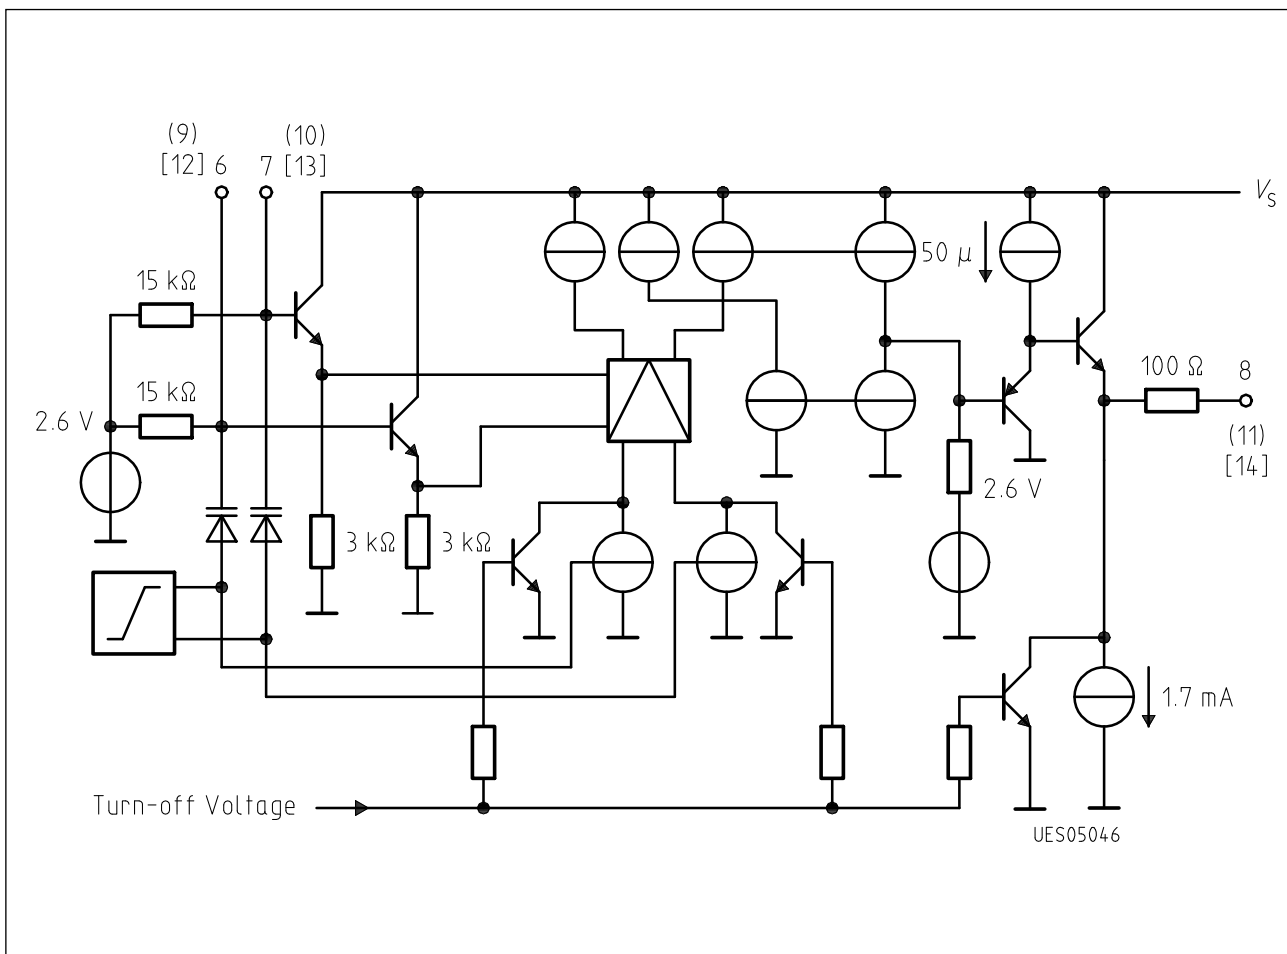 (9) (10)
[12] 6 7 [13]
V_S
50 µ
15 kΩ
15 kΩ
2.6 V
100 Ω 8
(11)
[14]
2.6 V
3 kΩ 3 kΩ
1.7 mA
Turn-off Voltage
UES05046